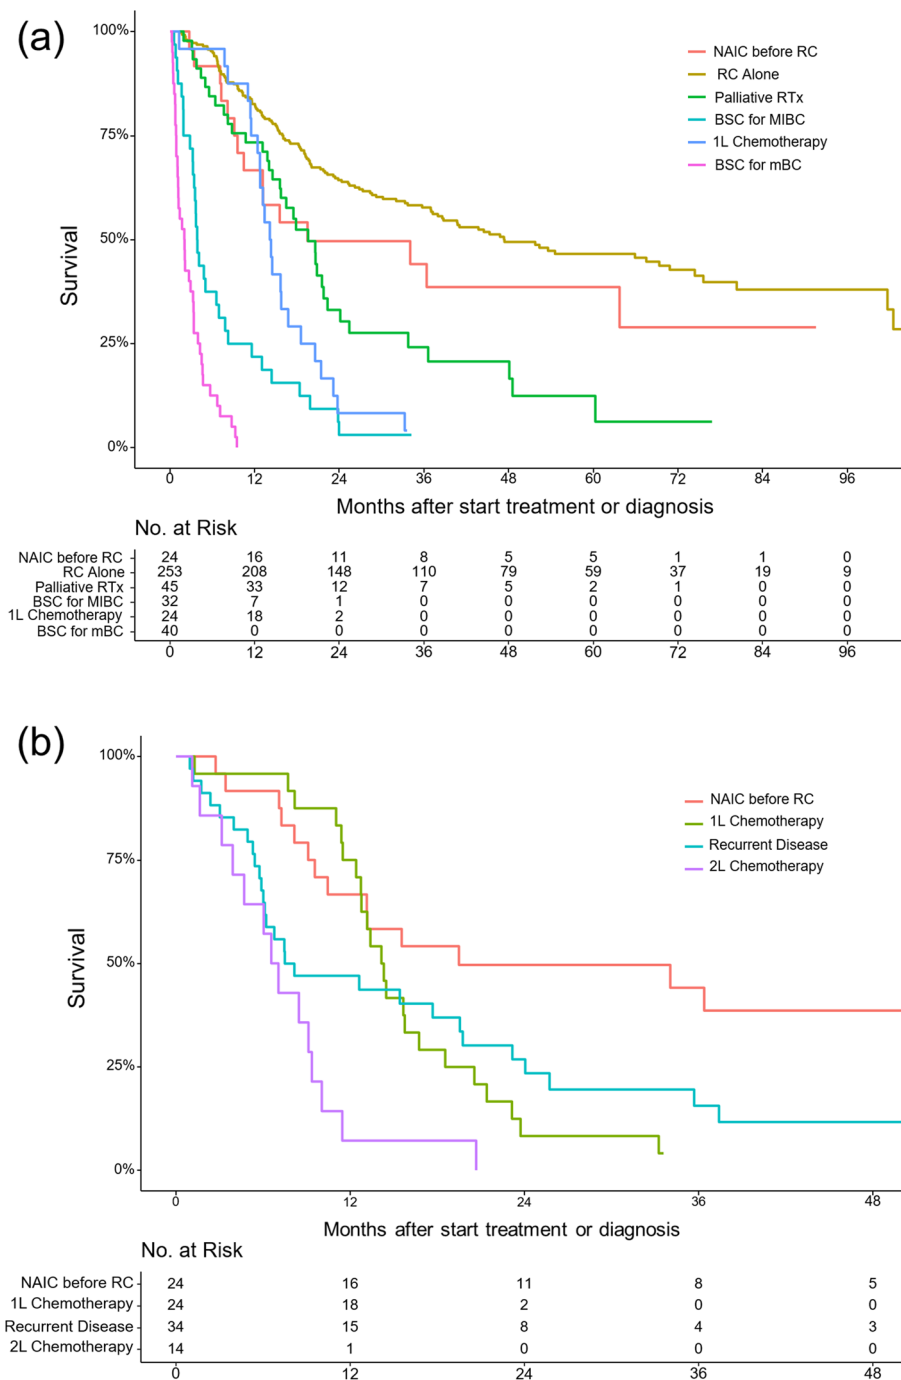 (a)
100%
75%
50%
25%
0%
Survival
NAIC before RC
RC Alone
Palliative RTx
BSC for MIBC
1L Chemotherapy
BSC for mBC
0 12 24 36 48 60 72 84 96
Months after start treatment or diagnosis
No. at Risk
NAIC before RC 24 16 11 8 5 5 1 1 0
RC Alone 253 208 148 110 79 59 37 19 9
Palliative RTx 45 33 12 7 5 2 1 0 0
BSC for MIBC 32 7 1 0 0 0 0 0 0
1L Chemotherapy 24 18 2 0 0 0 0 0 0
BSC for mBC 40 0 0 0 0 0 0 0 0
0 12 24 36 48 60 72 84 96
(b)
100%
75%
50%
25%
0%
Survival
NAIC before RC
1L Chemotherapy
Recurrent Disease
2L Chemotherapy
0 12 24 36 48
Months after start treatment or diagnosis
No. at Risk
NAIC before RC 24 16 11 8 5
1L Chemotherapy 24 18 2 0 0
Recurrent Disease 34 15 8 4 3
2L Chemotherapy 14 1 0 0 0
0 12 24 36 48